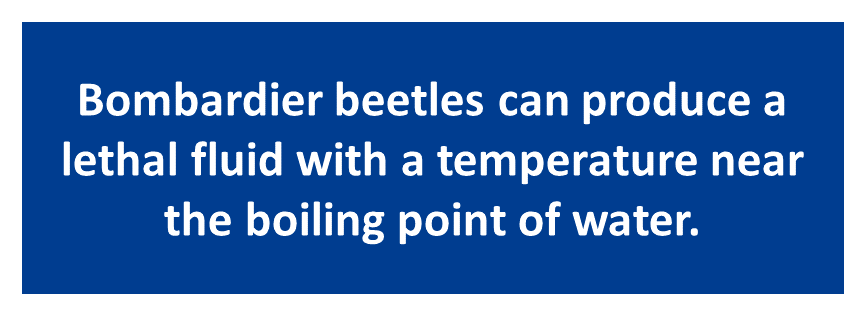 Bombardier beetles can produce a
lethal fluid with a temperature near
the boiling point of water.